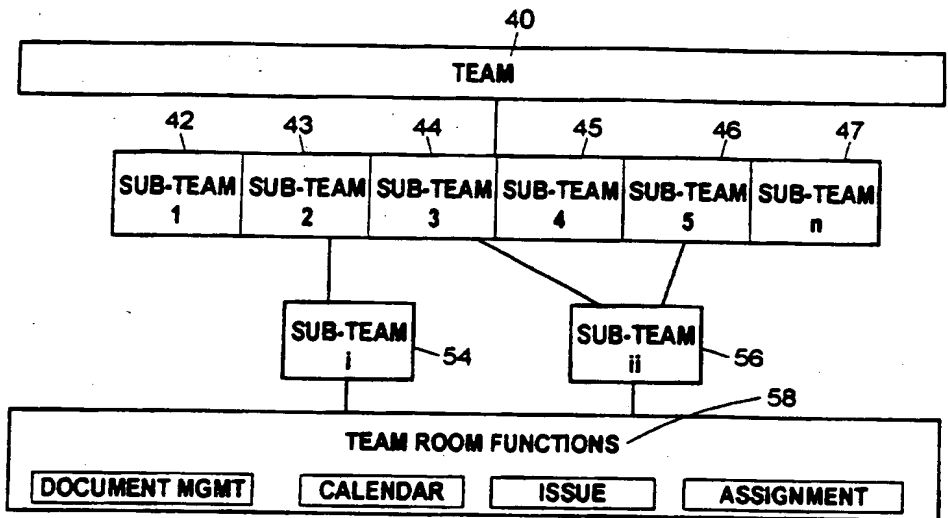 40
TEAM
42 43 44 45 46 47
SUB-TEAM 1 SUB-TEAM 2 SUB-TEAM 3 SUB-TEAM 4 SUB-TEAM 5 SUB-TEAM n
SUB-TEAM i 54
SUB-TEAM ii 56
58
TEAM ROOM FUNCTIONS
DOCUMENT MGMT CALENDAR ISSUE ASSIGNMENT